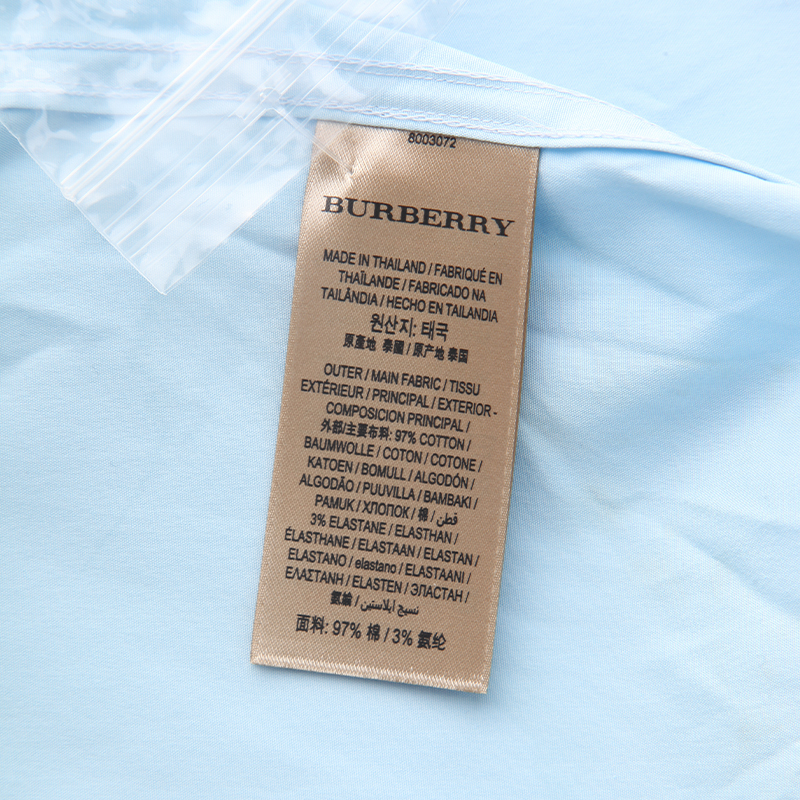 8003072
BURBERRY
MADE IN THAILAND / FABRIQUÉ EN
THAÏLANDE / FABRICADO NA
TAILÂNDIA / HECHO EN TAILANDIA
원산지: 태국
原產地 泰國 / 原产地 泰国
OUTER / MAIN FABRIC / TISSU
EXTÉRIEUR / PRINCIPAL / EXTERIOR -
COMPOSICION PRINCIPAL /
外部/主要布料: 97% COTTON /
BAUMWOLLE / COTON / COTONE /
KATOEN / BOMULL / ALGODÓN /
ALGODÃO / PUUVILLA / BAMBAKI /
PAMUK / ХЛОПОК / 棉 / قطن /
3% ELASTANE / ELASTHAN /
ÉLASTHANE / ELASTAAN / ELASTAN /
ELASTANO / elastano / ELASTAANI /
ΕΛΑΣΤΑΝΗ / ELASTEN / ЭЛАСТАН /
氨綸 / نسيج ايلاستين /
面料: 97% 棉 / 3% 氨纶